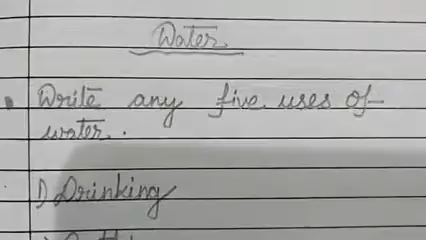 Water
Write any five uses of
water.
1) Drinking